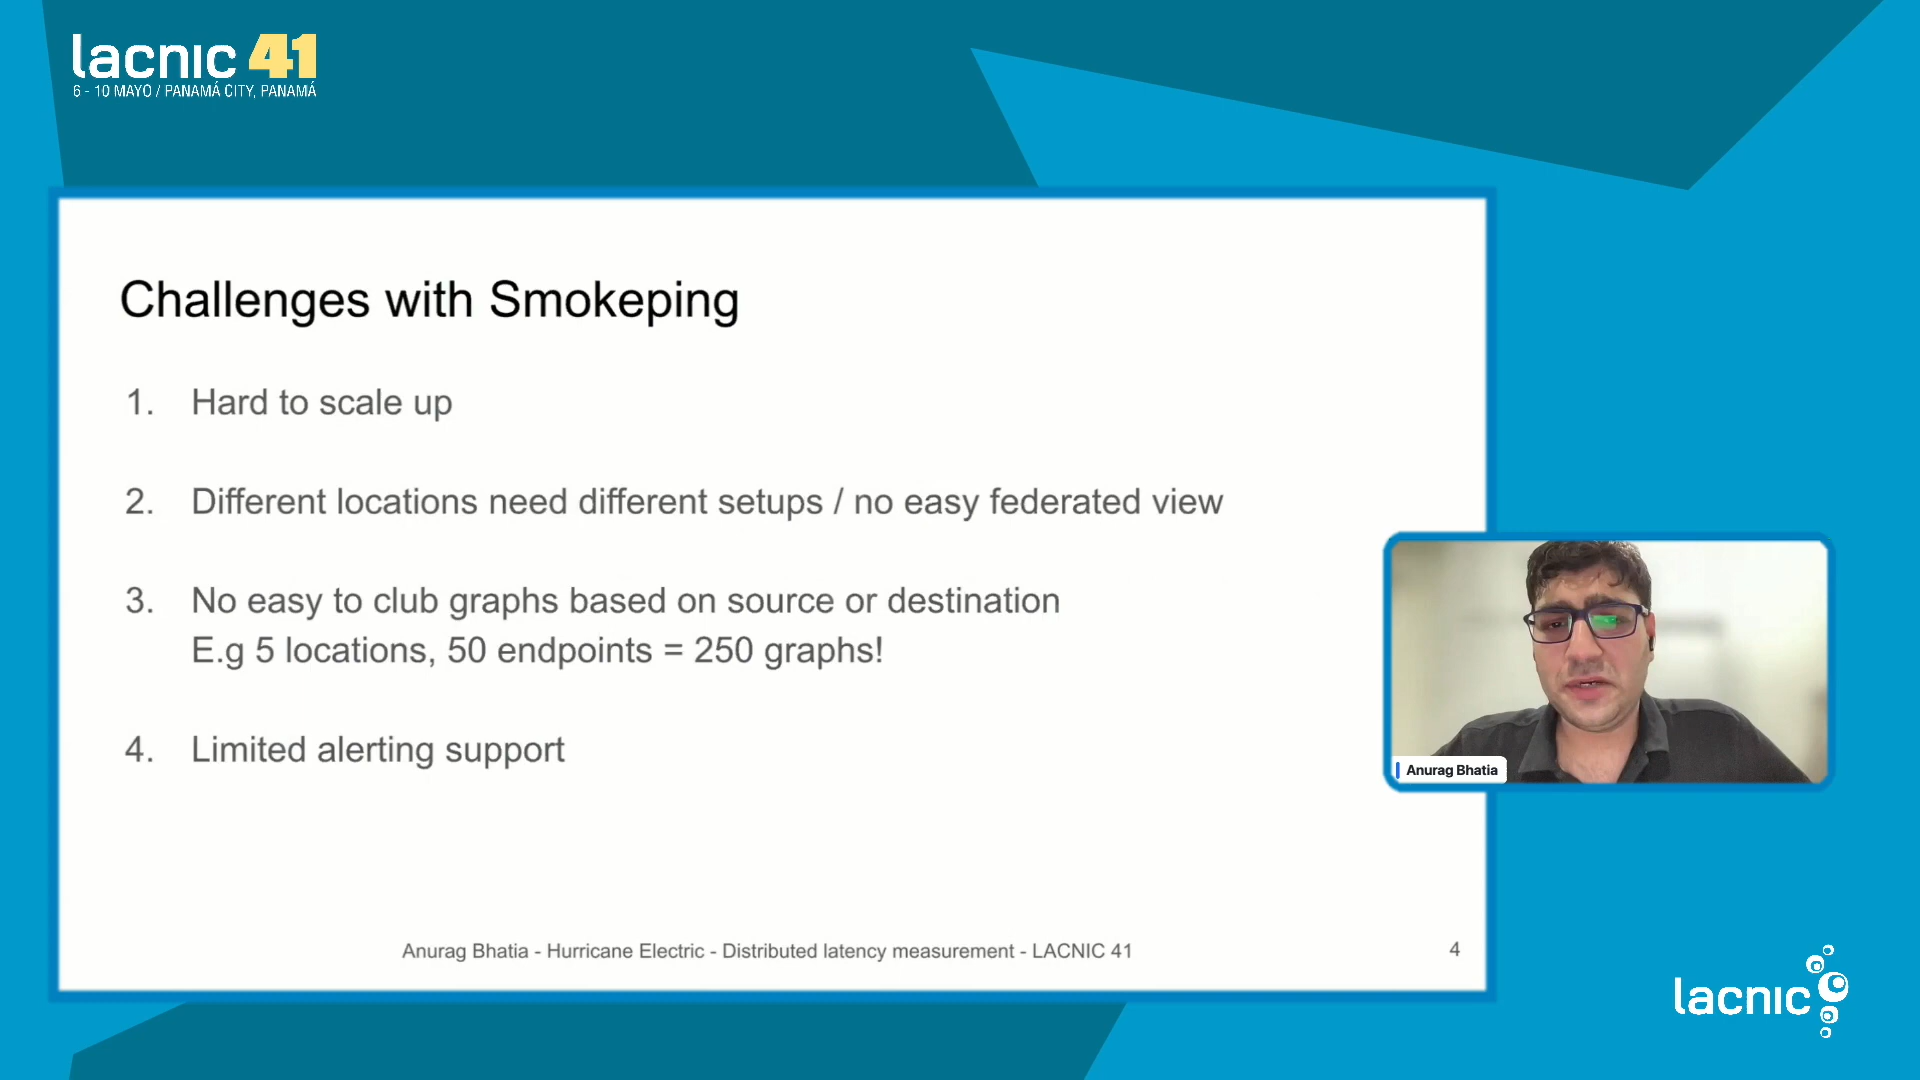 lacnic 41
6 - 10 MAYO / PANAMÁ CITY, PANAMÁ
Challenges with Smokeping
1. Hard to scale up
2. Different locations need different setups / no easy federated view
3. No easy to club graphs based on source or destination
E.g 5 locations, 50 endpoints = 250 graphs!
4. Limited alerting support
Anurag Bhatia
Anurag Bhatia - Hurricane Electric - Distributed latency measurement - LACNIC 41
4
lacnic